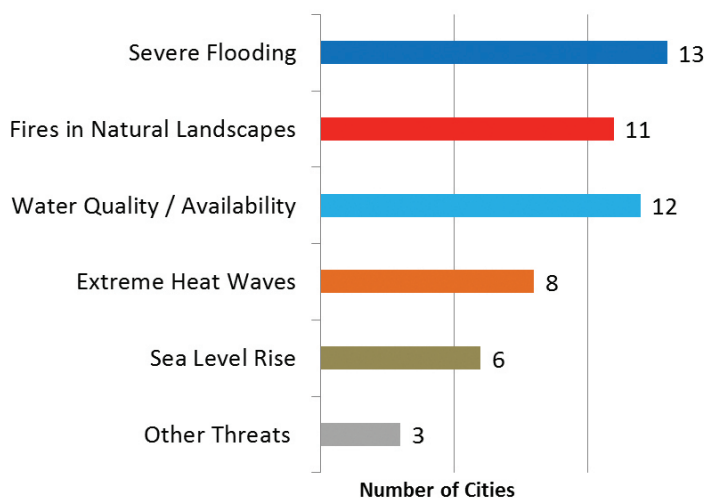 Severe Flooding 13
Fires in Natural Landscapes 11
Water Quality / Availability 12
Extreme Heat Waves 8
Sea Level Rise 6
Other Threats 3
Number of Cities